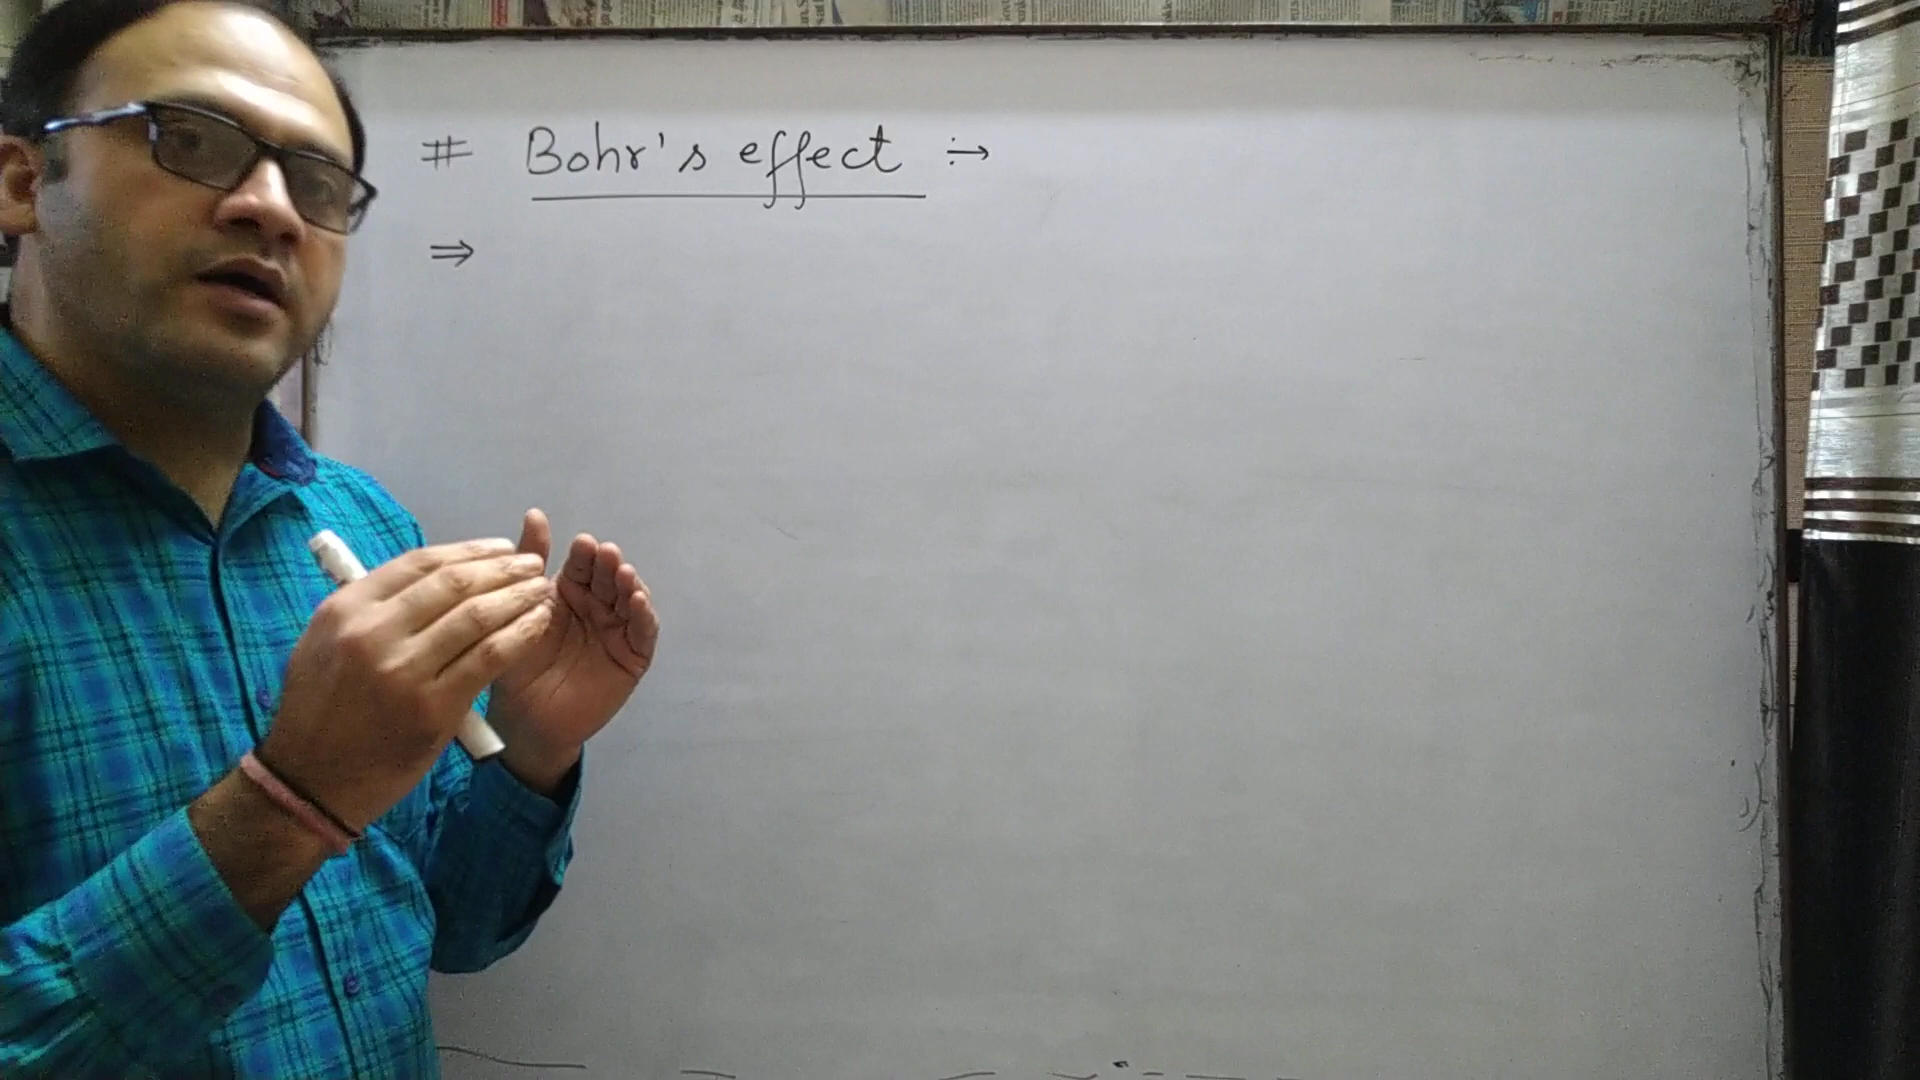 # Bohr's effect :→
⇒